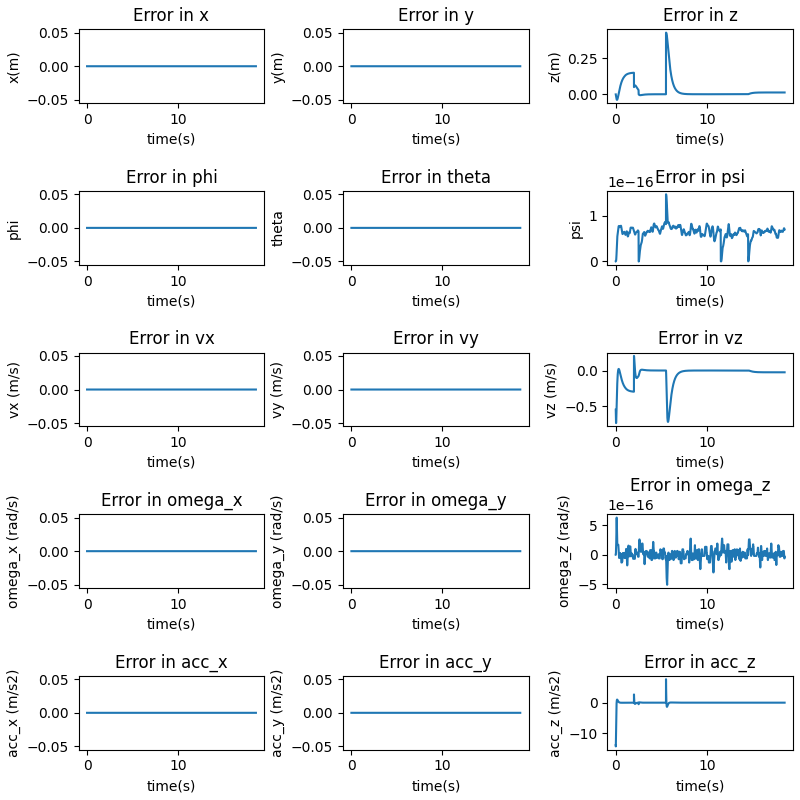 Error in x
Error in y
Error in z
x(m)
0.05
0.00
−0.05
0
10
time(s)
y(m)
0.05
0.00
−0.05
0
10
time(s)
z(m)
0.25
0.00
0
10
time(s)
Error in phi
Error in theta
1e−16
Error in psi
phi
0.05
0.00
−0.05
0
10
time(s)
theta
0.05
0.00
−0.05
0
10
time(s)
psi
1
0
0
10
time(s)
Error in vx
Error in vy
Error in vz
vx (m/s)
0.05
0.00
−0.05
0
10
time(s)
vy (m/s)
0.05
0.00
−0.05
0
10
time(s)
vz (m/s)
0.0
−0.5
0
10
time(s)
Error in omega_x
Error in omega_y
Error in omega_z
1e−16
omega_x (rad/s)
0.05
0.00
−0.05
0
10
time(s)
omega_y (rad/s)
0.05
0.00
−0.05
0
10
time(s)
omega_z (rad/s)
5
0
−5
0
10
time(s)
Error in acc_x
Error in acc_y
Error in acc_z
acc_x (m/s2)
0.05
0.00
−0.05
0
10
time(s)
acc_y (m/s2)
0.05
0.00
−0.05
0
10
time(s)
acc_z (m/s2)
0
−10
0
10
time(s)